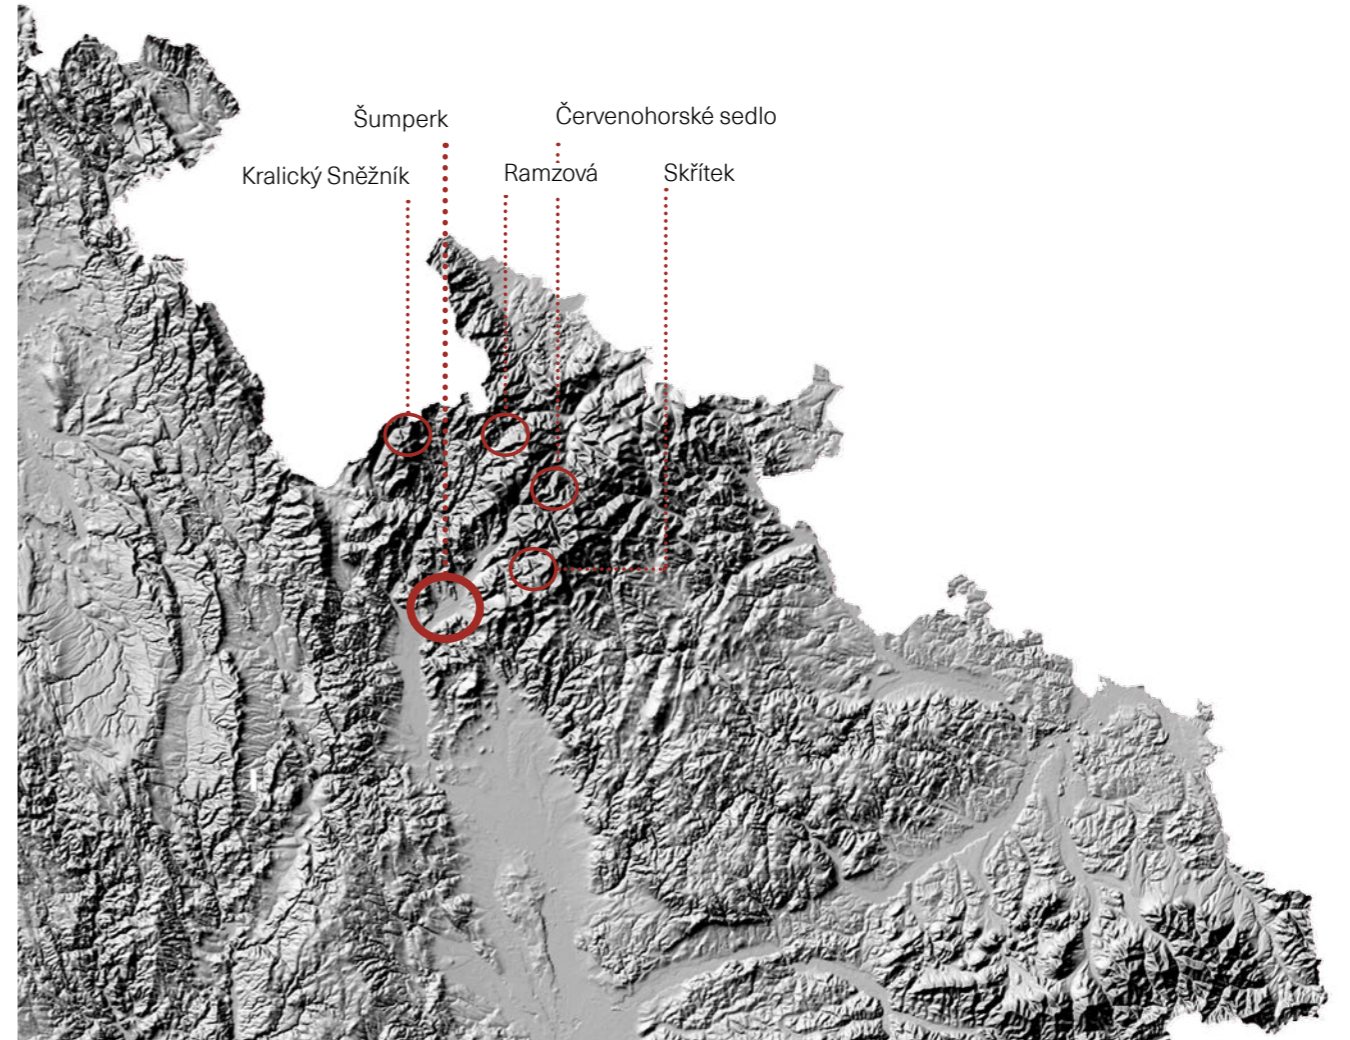 Šumperk
Červenohorské sedlo
Kralický Sněžník
Ramzová
Skřítek